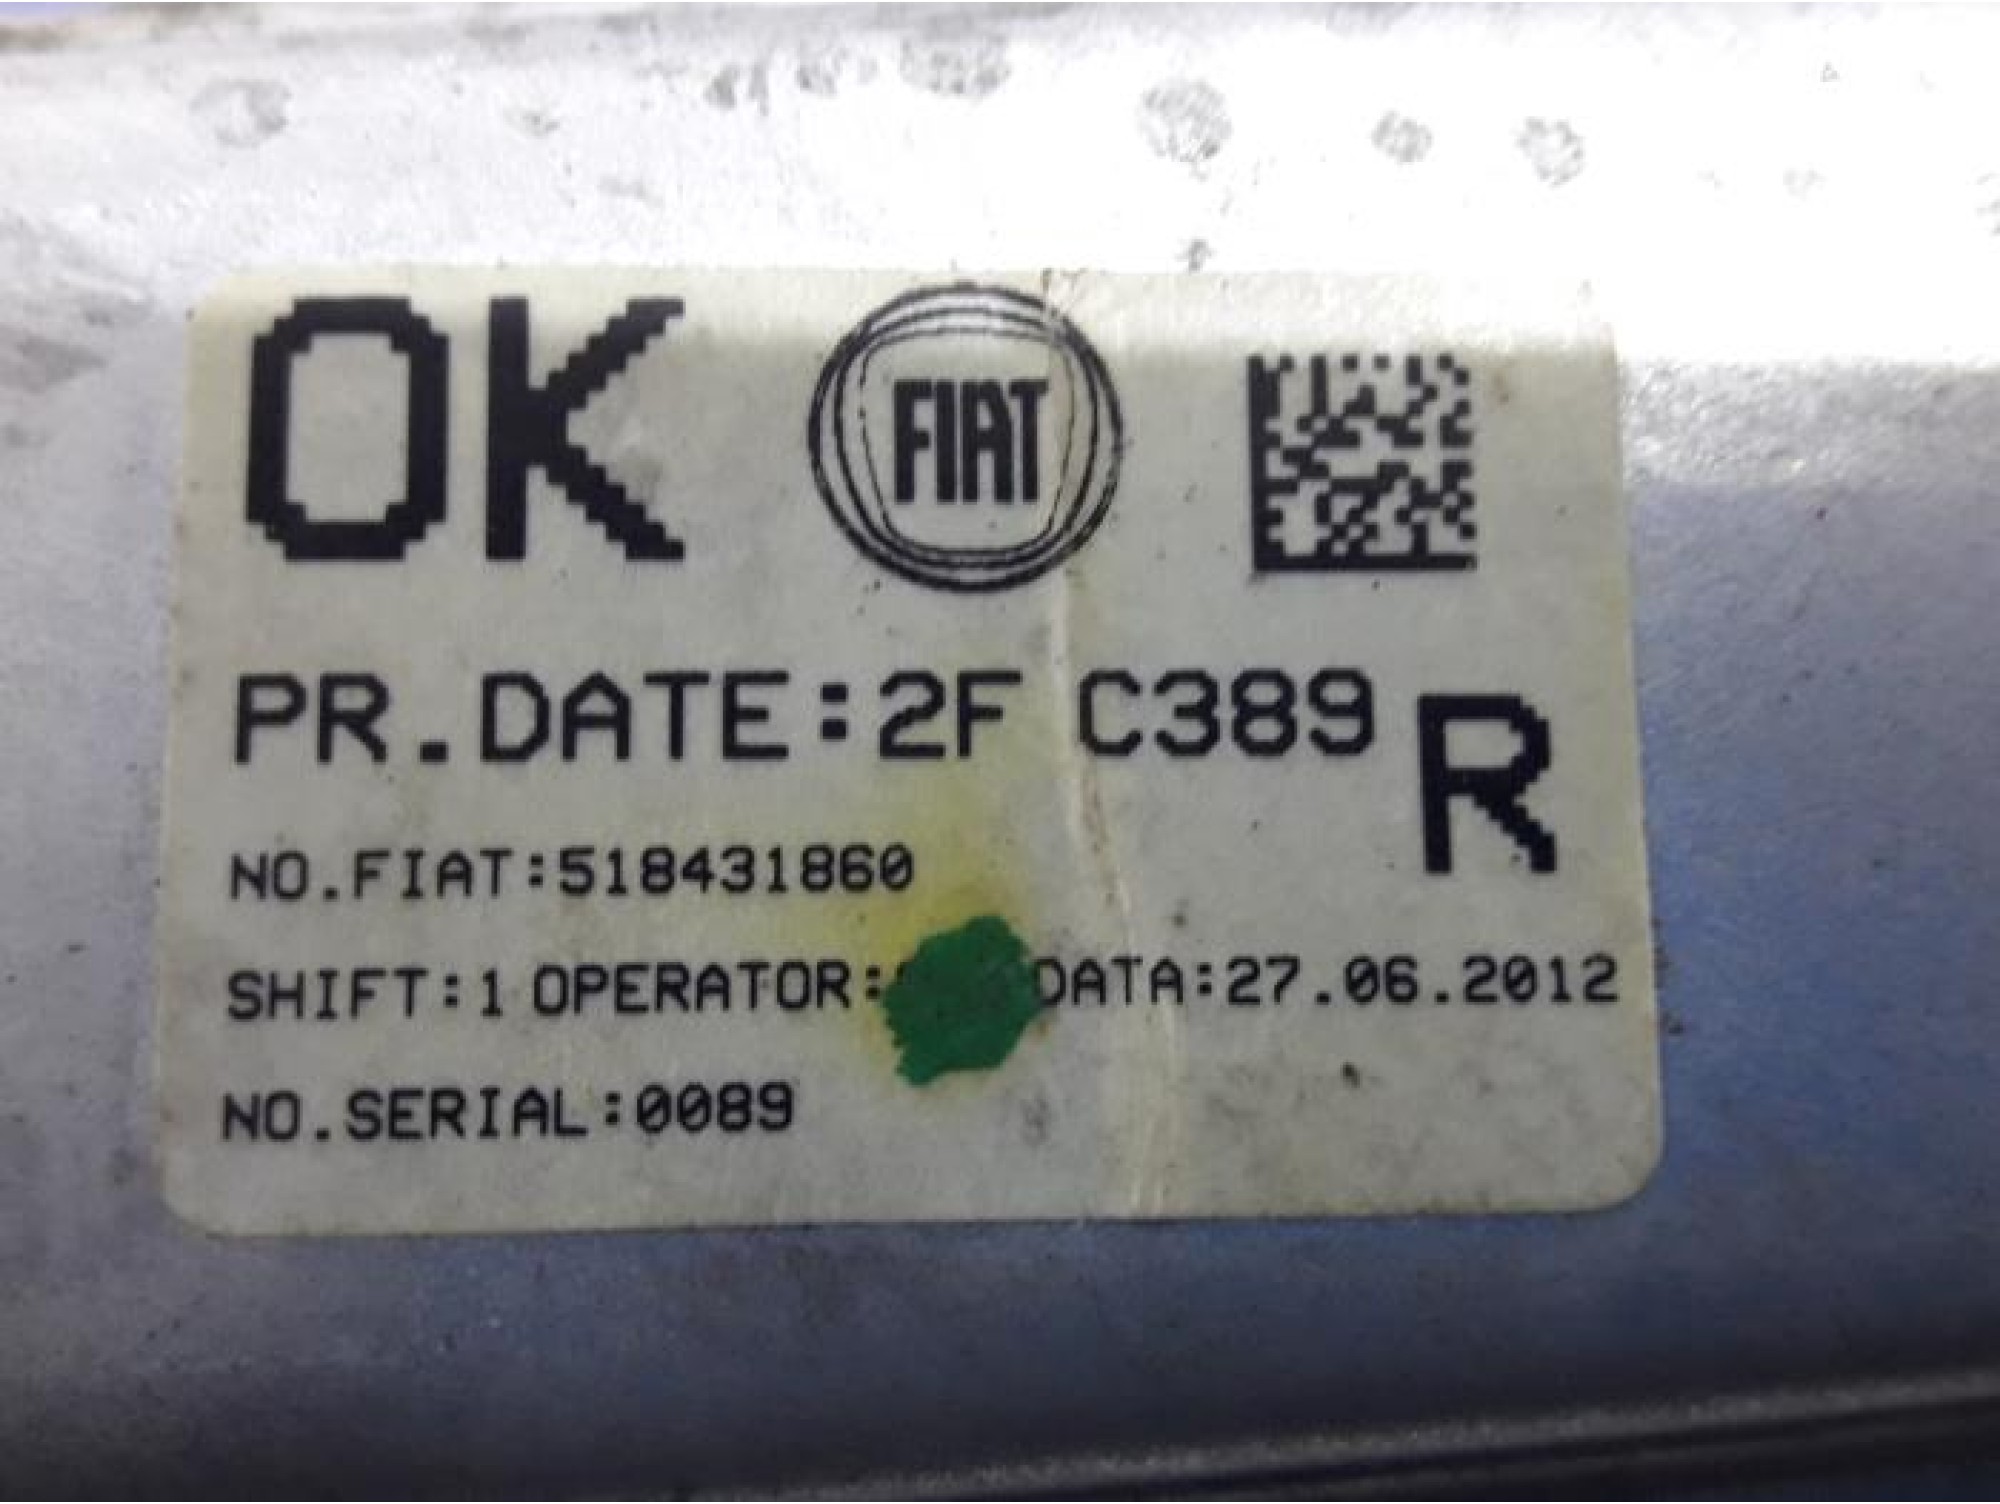 OK FIAT
PR.DATE:2F C389 R
NO.FIAT:518431860
SHIFT:1 OPERATOR: DATA:27.06.2012
NO.SERIAL:0089